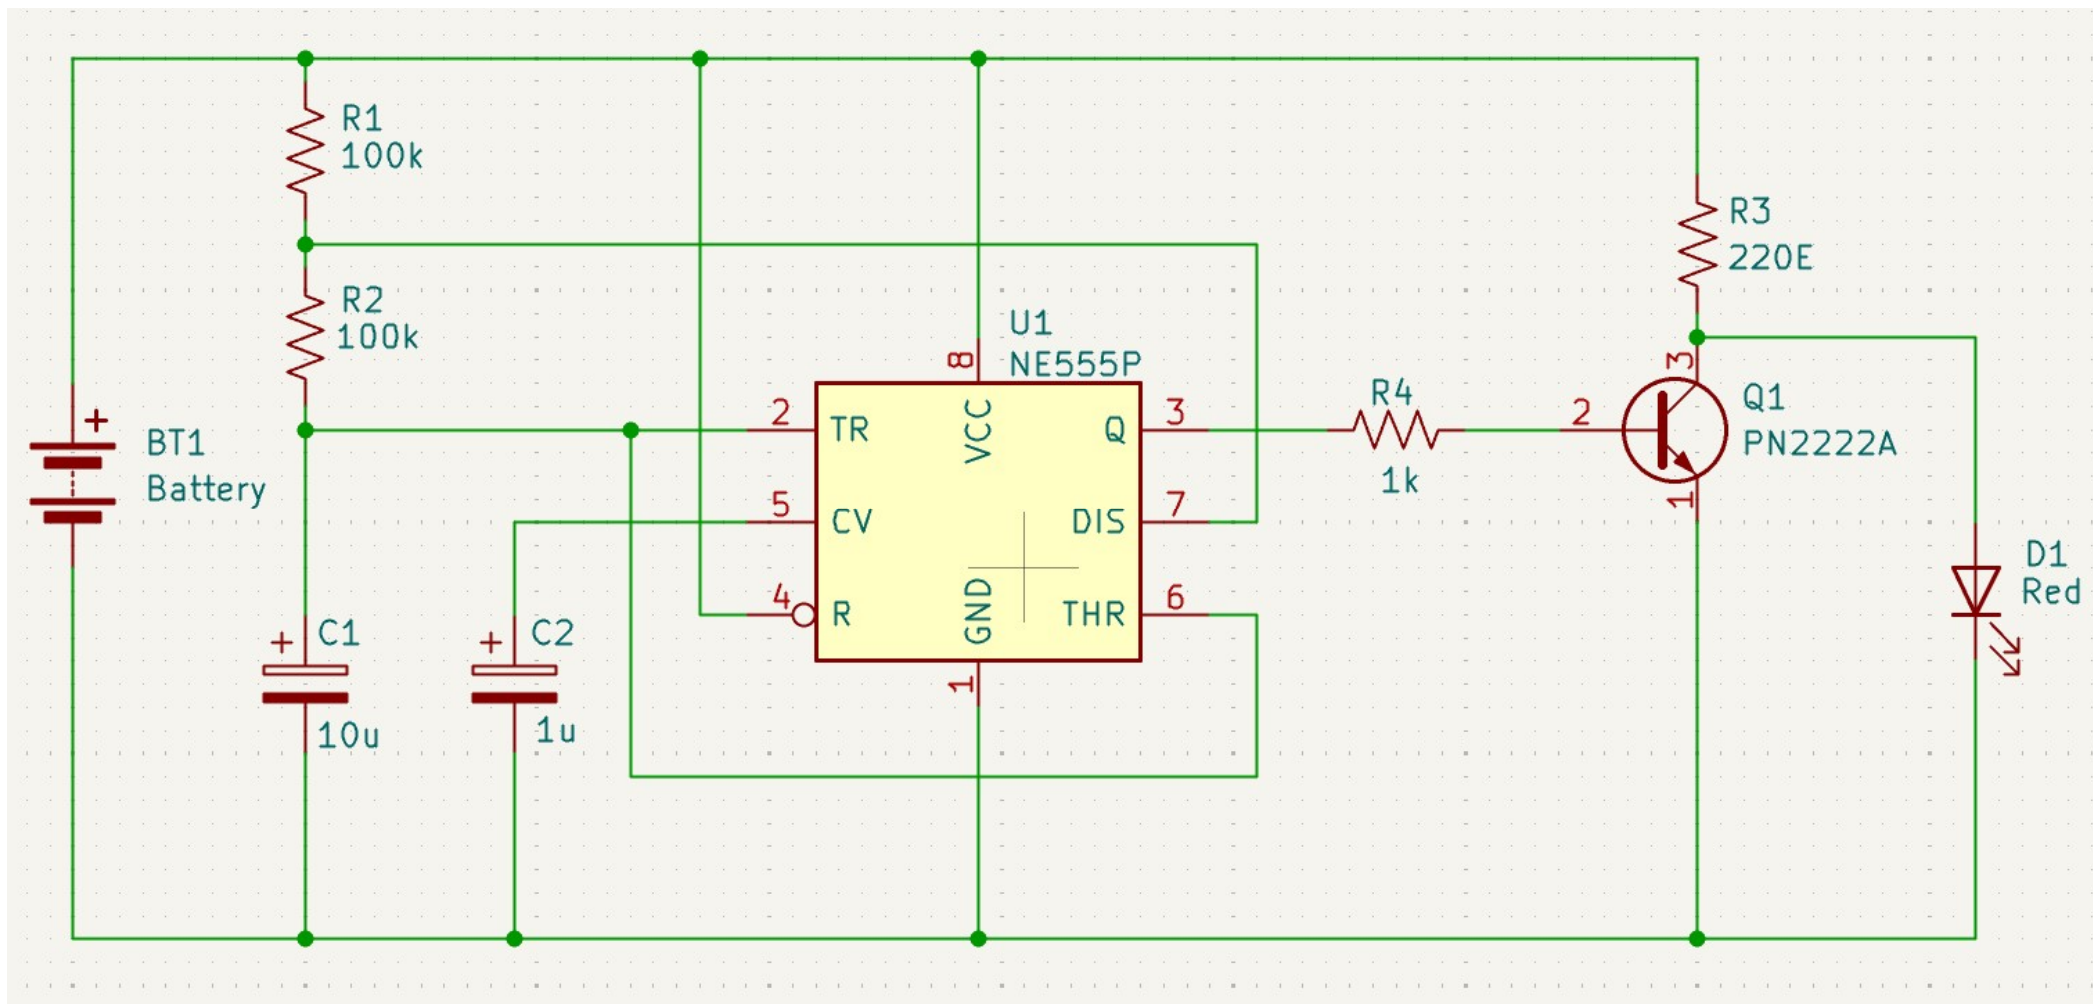 R1
100k
R2
100k
+
BT1
Battery
+
C1
10u
+
C2
1u
U1
NE555P
8
VCC
2
TR
5
CV
4
R
GND
1
Q
3
DIS
7
THR
6
R4
1k
R3
220E
3
2
1
Q1
PN2222A
D1
Red